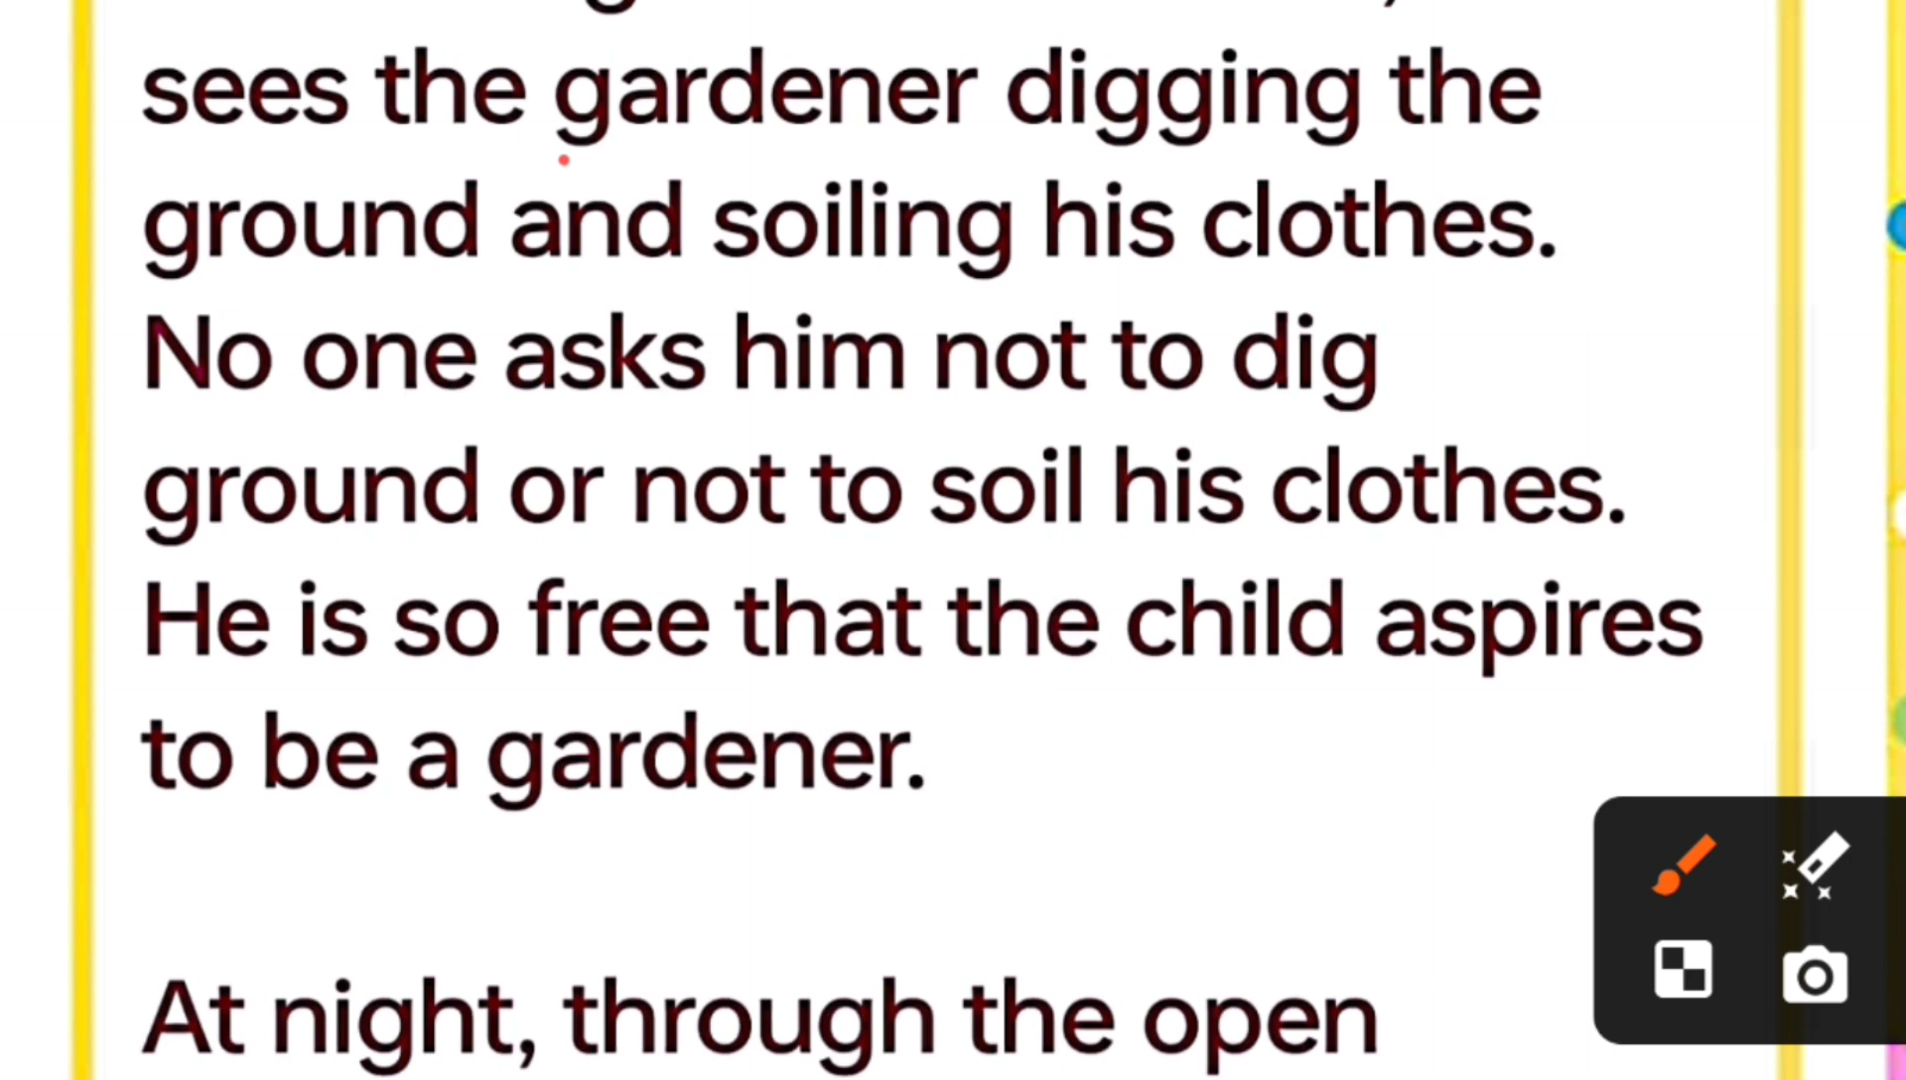 sees the gardener digging the
ground and soiling his clothes.
No one asks him not to dig
ground or not to soil his clothes.
He is so free that the child aspires
to be a gardener.
At night, through the open